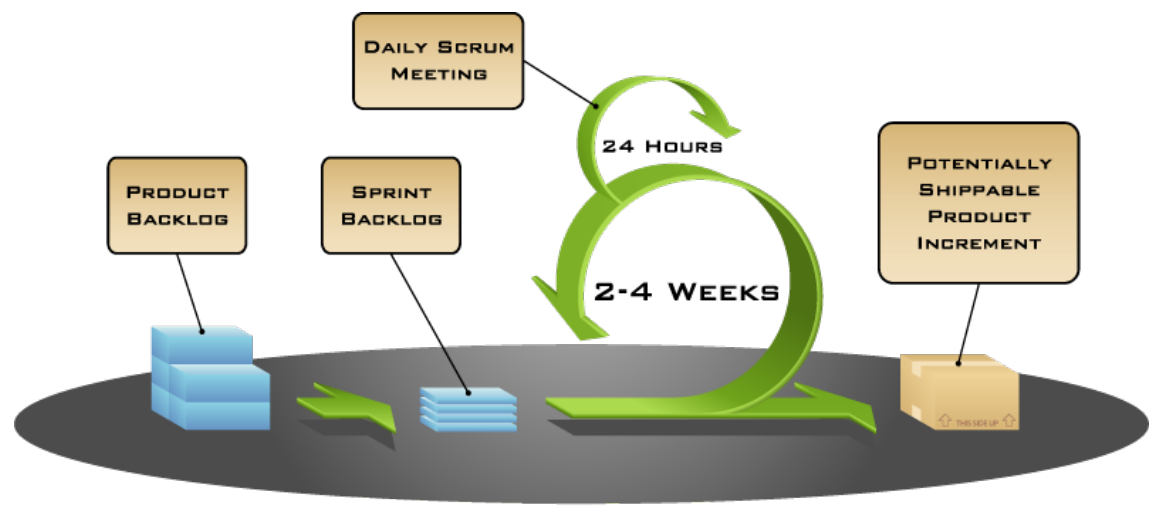 DAILY SCRUM
MEETING
24 HOURS
PRODUCT
BACKLOG
SPRINT
BACKLOG
2-4 WEEKS
POTENTIALLY
SHIPPABLE
PRODUCT
INCREMENT
THIS SIDE UP